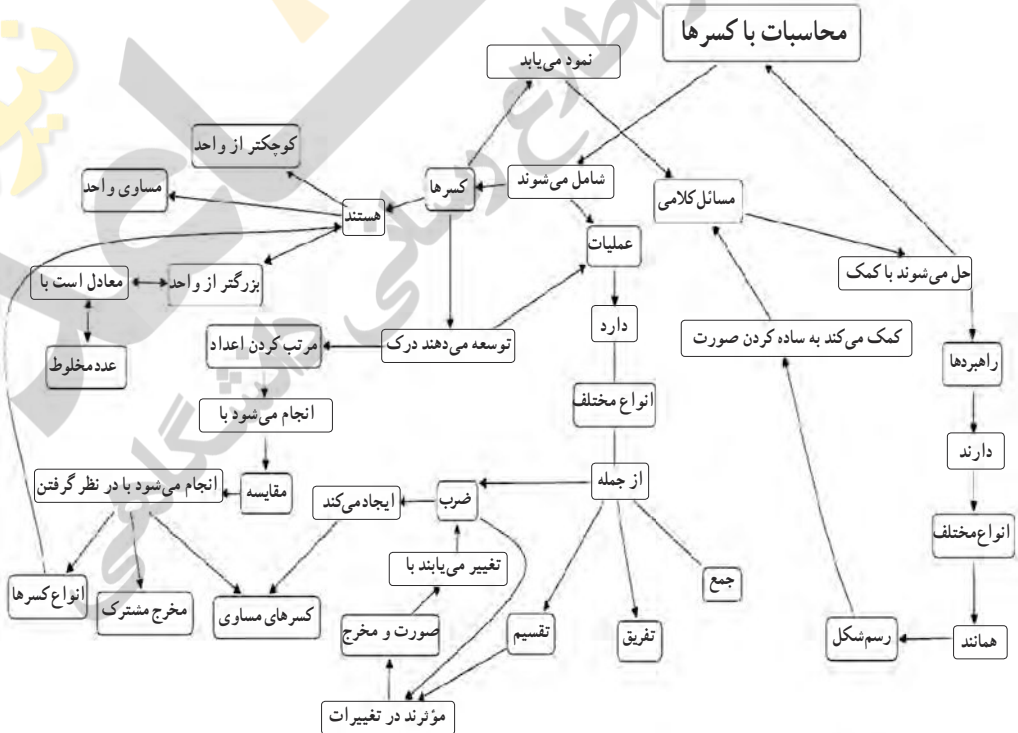 محاسبات با کسرها
نمود می‌یابد
کوچکتر از واحد
مساوی واحد
هستند
کسرها
شامل می‌شوند
مسائل کلامی
عملیات
حل می‌شوند با کمک
معادل است با
بزرگتر از واحد
دارد
عدد مخلوط
مرتب کردن اعداد
توسعه می‌دهند درک
کمک می‌کند به ساده کردن صورت
راهبردها
انواع مختلف
انجام می‌شود با
دارند
انجام می‌شود با در نظر گرفتن
مقایسه
ایجادمی‌کند
ضرب
از جمله
انواع مختلف
تغییر می‌یابند با
جمع
انواع کسرها
مخرج مشترک
کسرهای مساوی
صورت و مخرج
تقسیم
تفریق
رسم شکل
همانند
مؤثرند در تغییرات